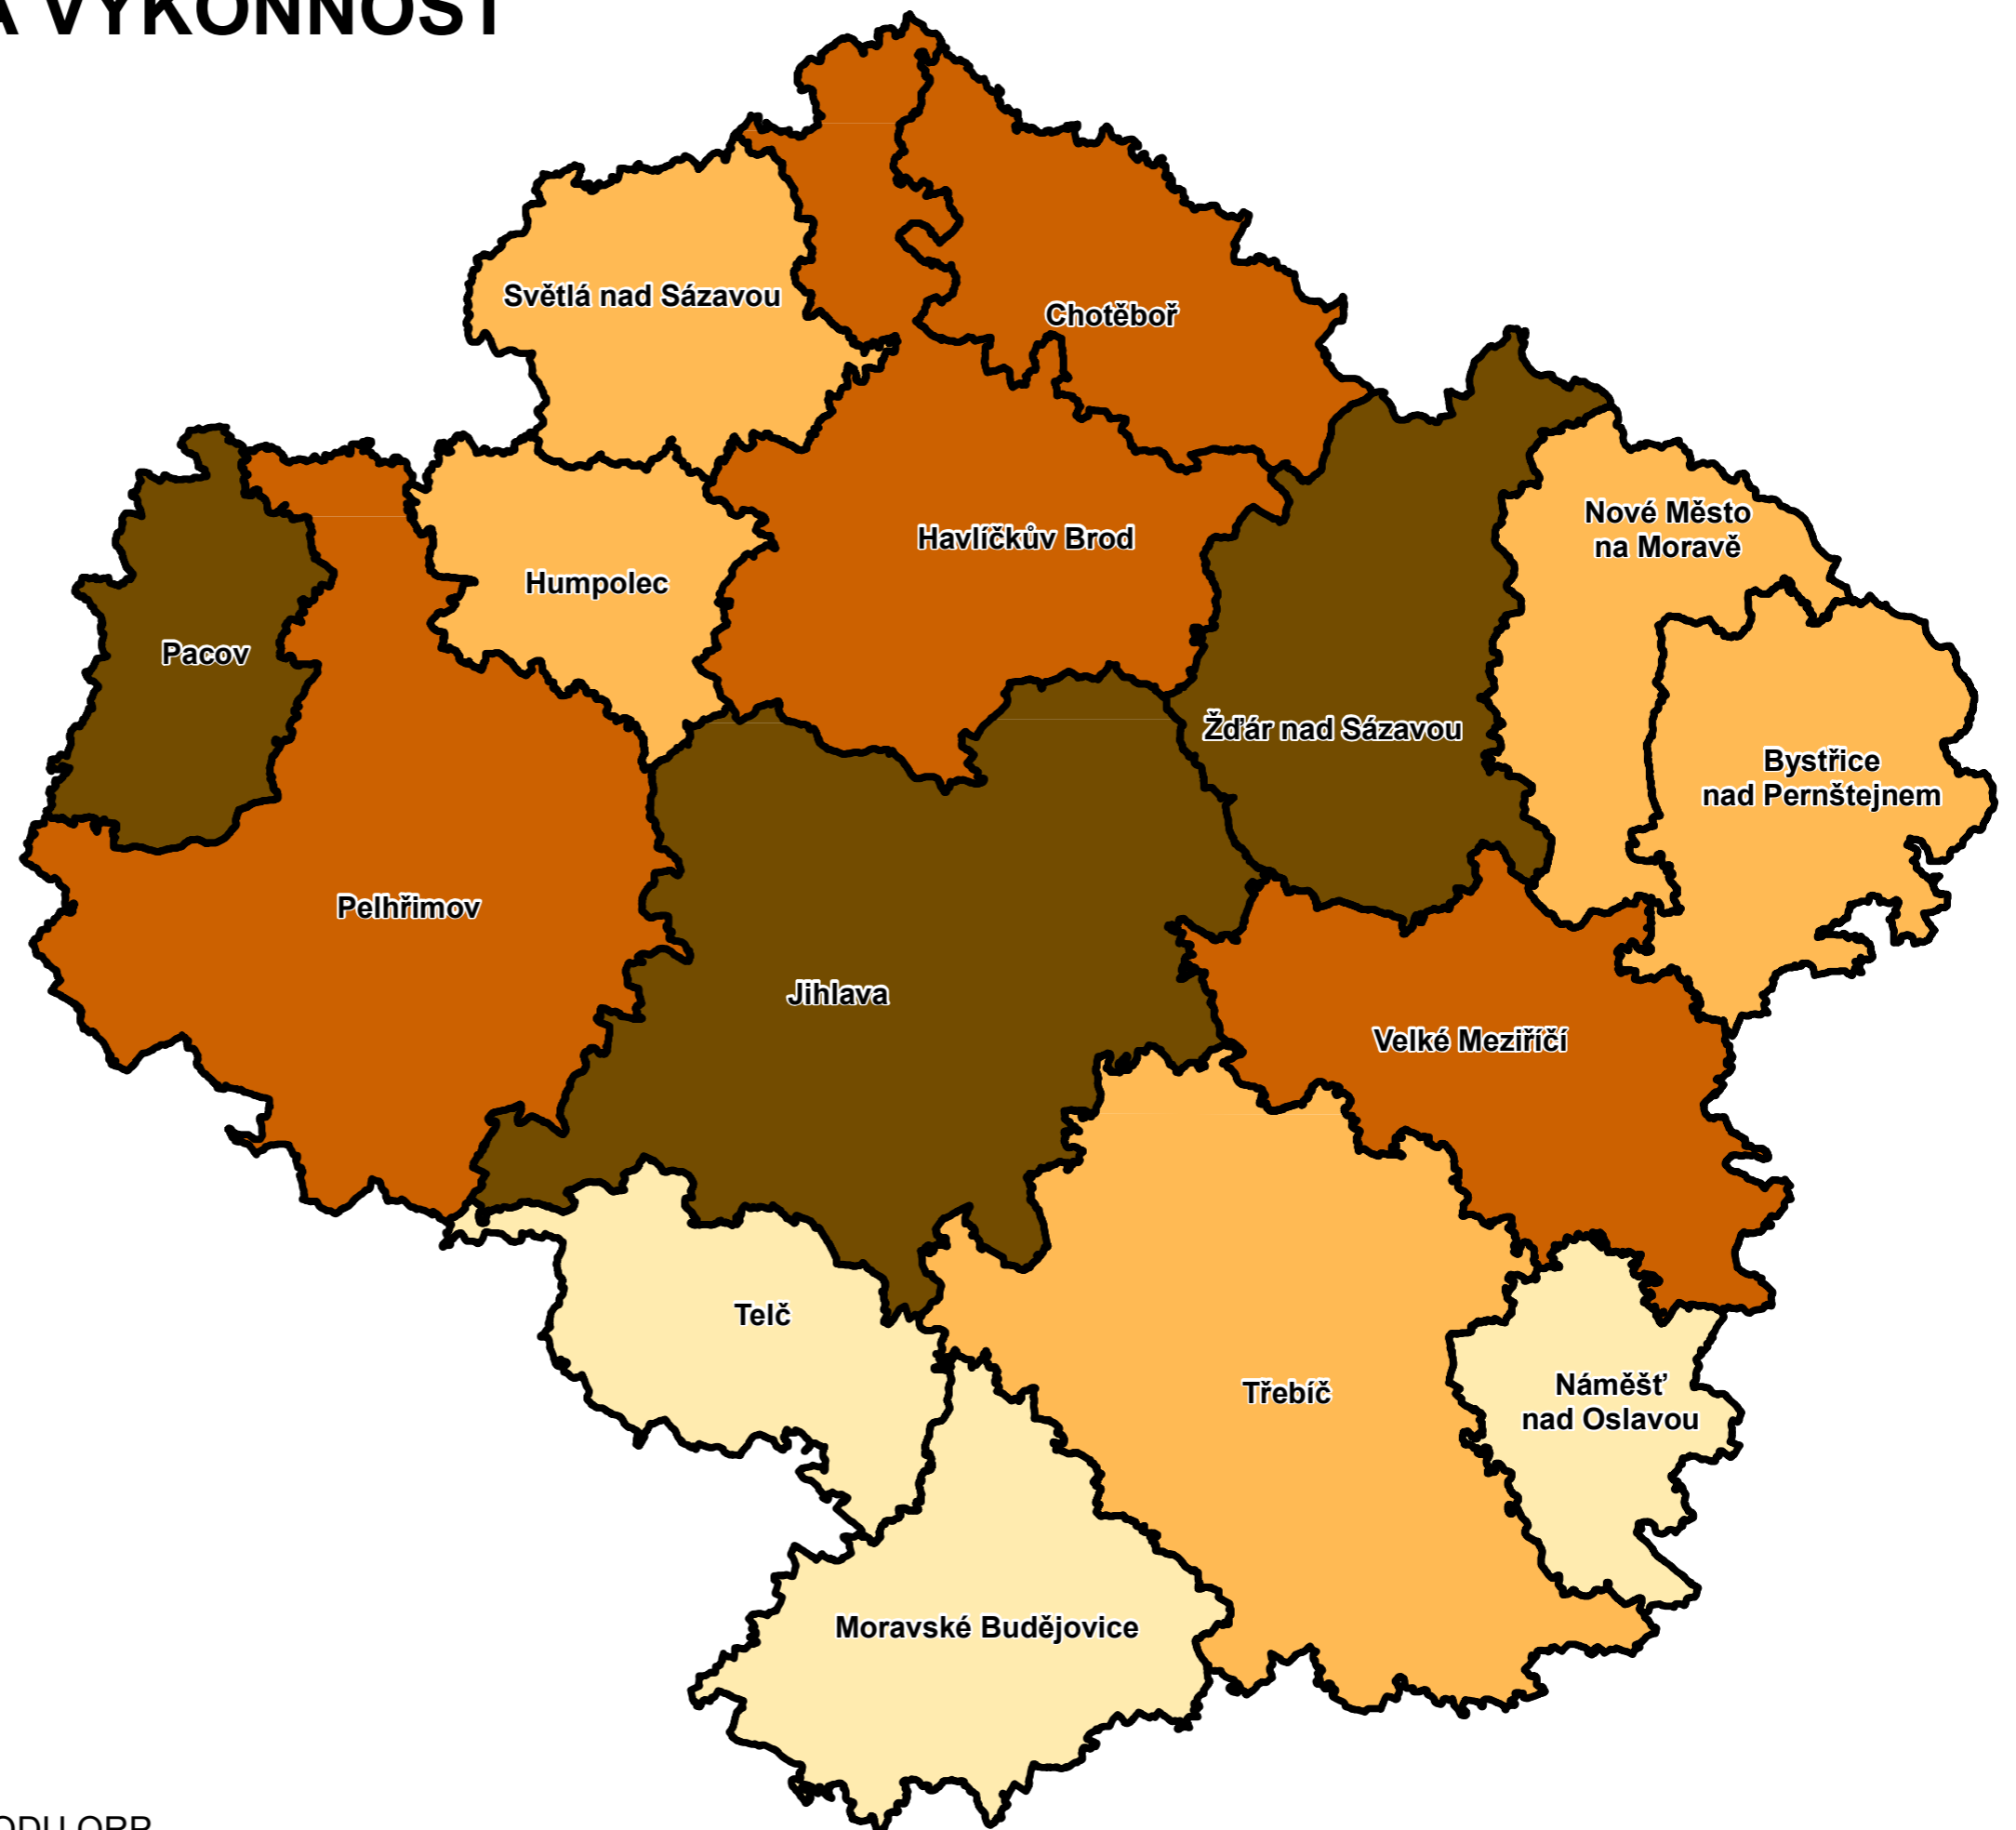 A VÝKONNOST
Světlá nad Sázavou
Chotěboř
Nové Město
na Moravě
Havlíčkův Brod
Humpolec
Pacov
Žďár nad Sázavou
Bystřice
nad Pernštejnem
Pelhřimov
Jihlava
Velké Meziříčí
Telč
Třebíč
Náměšť
nad Oslavou
Moravské Budějovice
ORP